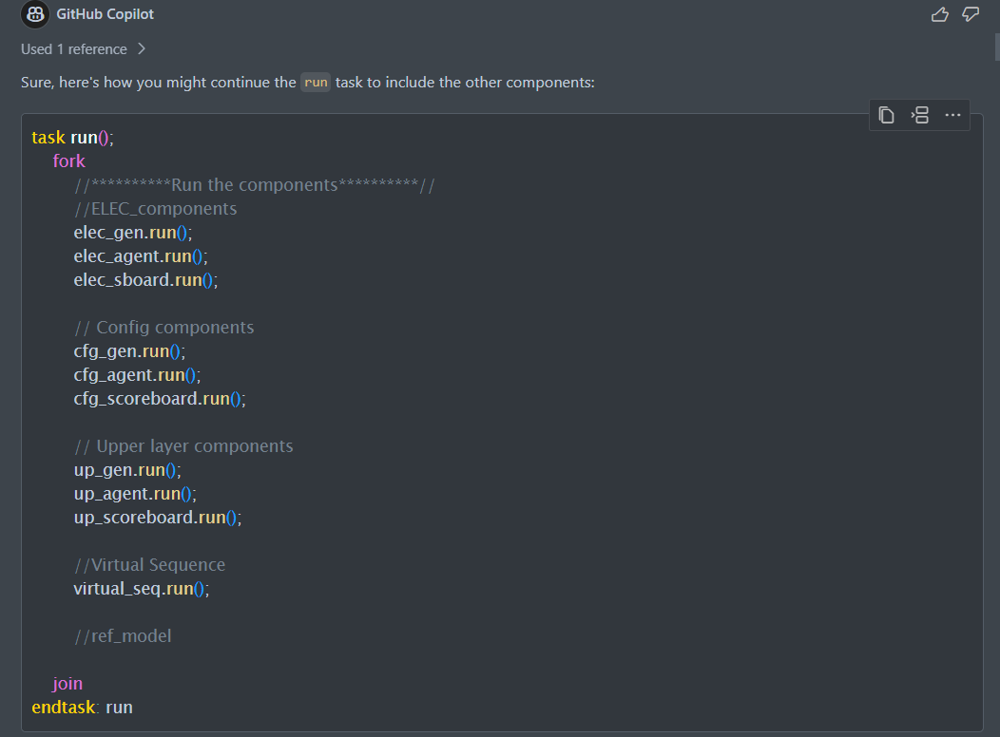 GitHub Copilot
Used 1 reference
Sure, here's how you might continue the run task to include the other components:
task run();
fork
//**********Run the components**********//
//ELEC_components
elec_gen.run();
elec_agent.run();
elec_sboard.run();
// Config components
cfg_gen.run();
cfg_agent.run();
cfg_scoreboard.run();
// Upper layer components
up_gen.run();
up_agent.run();
up_scoreboard.run();
//Virtual Sequence
virtual_seq.run();
//ref_model
join
endtask: run